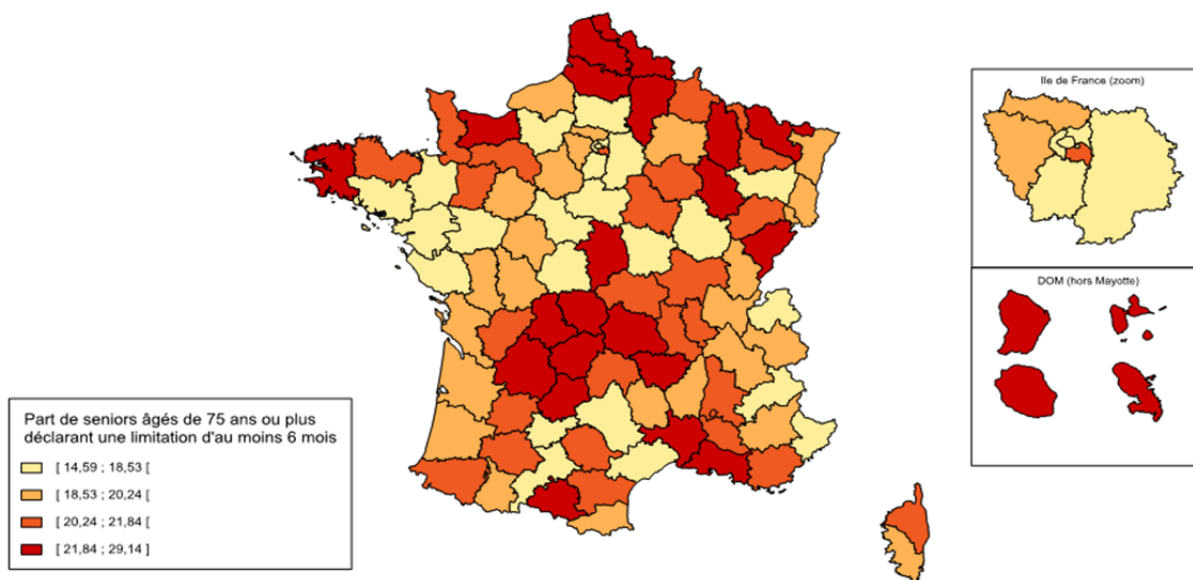 Ile de France (zoom)
DOM (hors Mayotte)
Part de seniors âgés de 75 ans ou plus
déclarant une limitation d'au moins 6 mois
[ 14,59 ; 18,53 [
[ 18,53 ; 20,24 [
[ 20,24 ; 21,84 [
[ 21,84 ; 29,14 ]